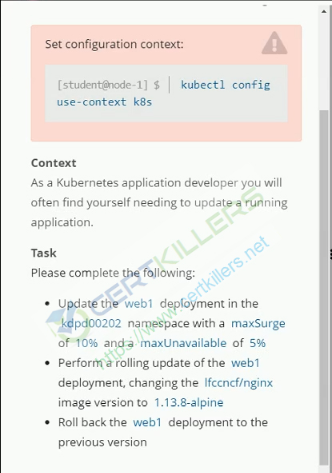 Set configuration context:
[student@node-1] $ | kubectl config
use-context k8s
Context
As a Kubernetes application developer you will
often find yourself needing to update a running
application.
Task
Please complete the following:
• Update the web1 deployment in the
kdpd00202 namespace with a maxSurge
of 10% and a maxUnavailable of 5%
• Perform a rolling update of the web1
deployment, changing the lfccncf/nginx
image version to 1.13.8-alpine
• Roll back the web1 deployment to the
previous version
CERTKILLERS
https://www.certkillers.net